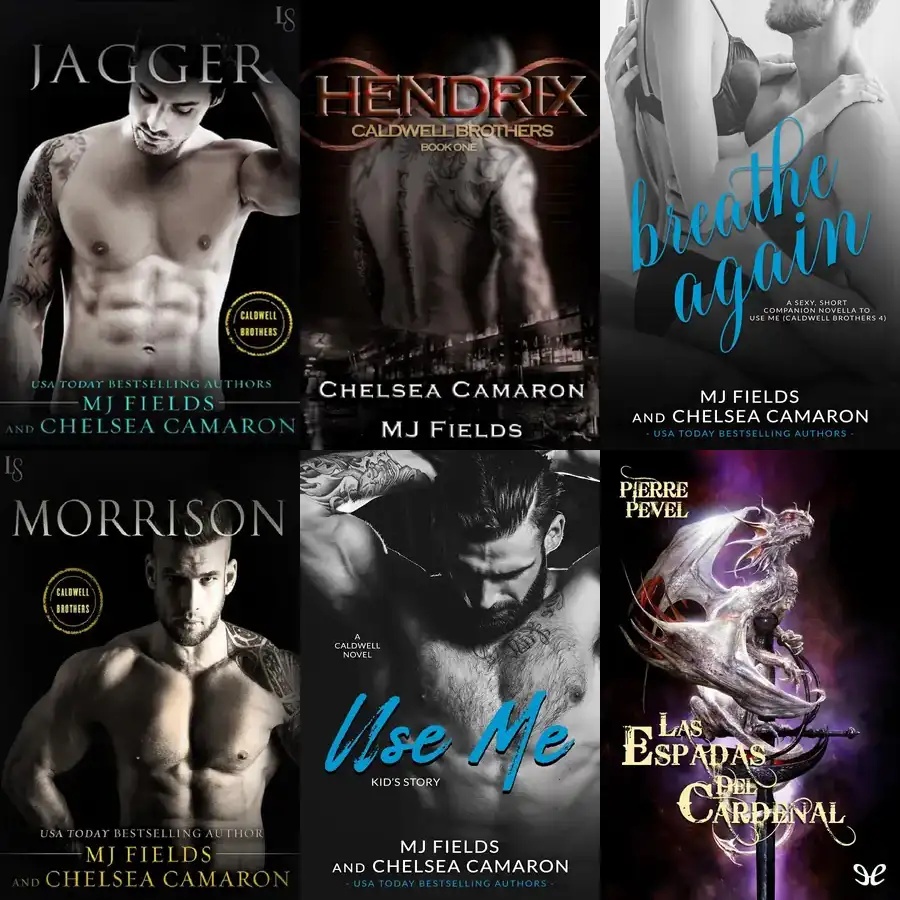 LS
JAGGER
CALDWELL
BROTHERS
USA TODAY BESTSELLING AUTHORS
MJ FIELDS
AND CHELSEA CAMARON
HENDRIX
CALDWELL BROTHERS
BOOK ONE
CHELSEA CAMARON
MJ FIELDS
breathe
again
A SEXY, SHORT
COMPANION NOVELLA TO
USE ME (CALDWELL BROTHERS 4)
MJ FIELDS
AND CHELSEA CAMARON
- USA TODAY BESTSELLING AUTHORS -
LS
MORRISON
CALDWELL
BROTHERS
USA TODAY BESTSELLING AUTHOR
MJ FIELDS
AND CHELSEA CAMARON
A
CALDWELL
NOVEL
Use Me
KID'S STORY
MJ FIELDS
AND CHELSEA CAMARON
- USA TODAY BESTSELLING AUTHORS -
PIERRE
PEVEL
LAS
ESPADAS
DEL
CARDENAL